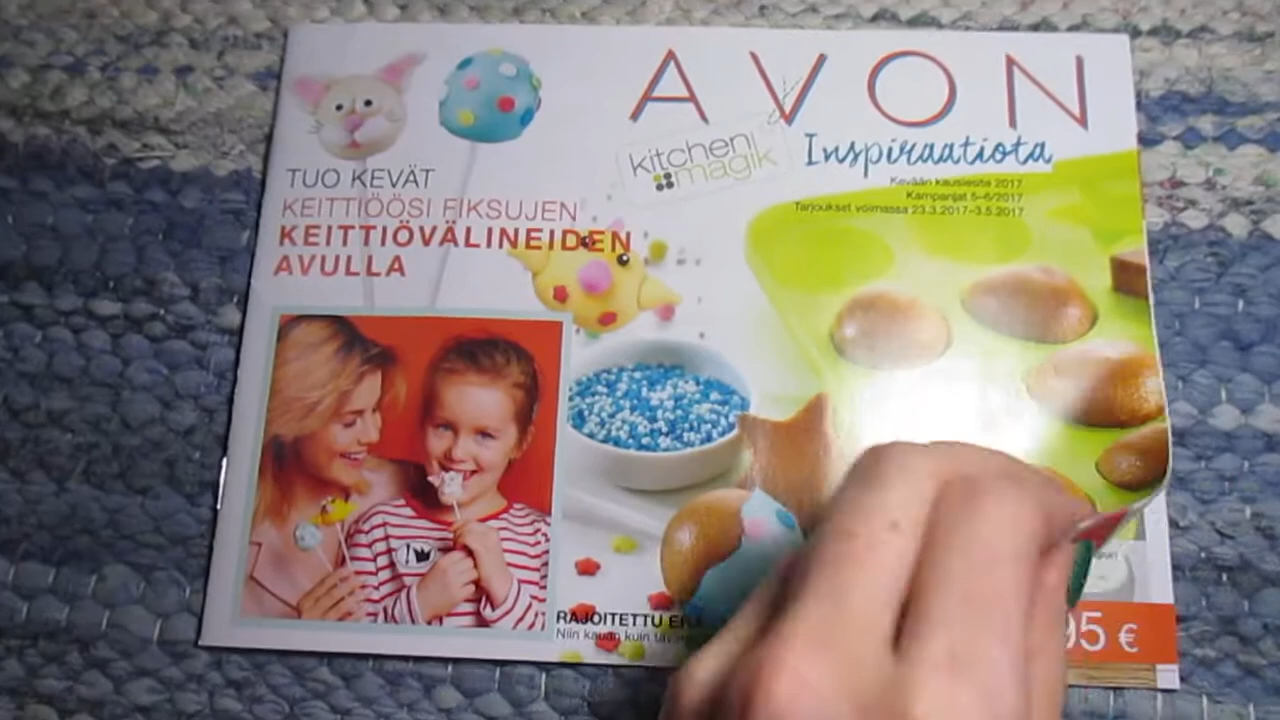 AVON
kitchen
magik
Inspiraatiota
Kevään kausiesite 2017
Kampanjat 5–6/2017
Tarjoukset voimassa 23.3.2017–3.5.2017
TUO KEVÄT
KEITTIÖÖSI FIKSUJEN
KEITTIÖVÄLINEIDEN
AVULLA
RAJOITETTU
Niin kauan kuin
95 €